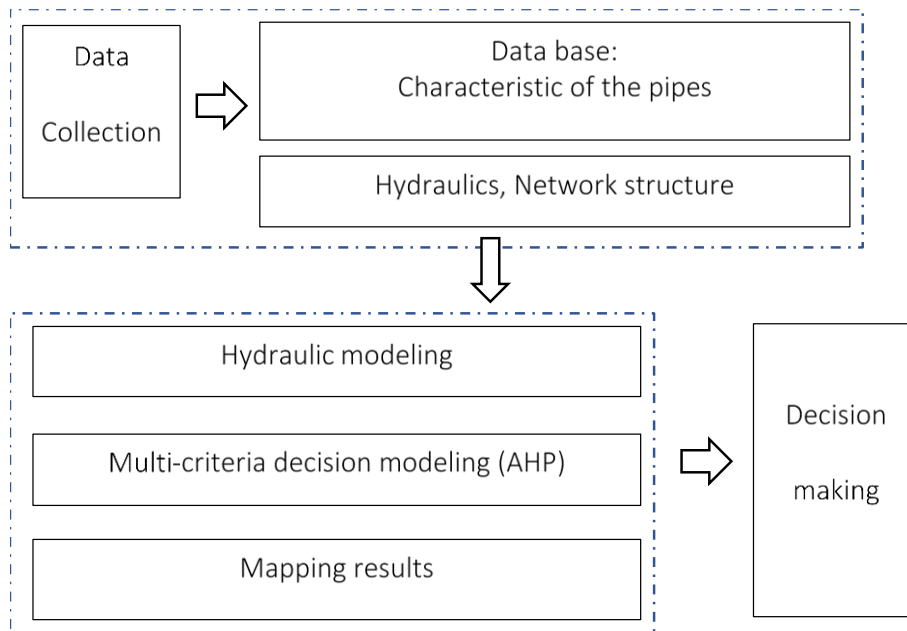 Data
Collection
Data base:
Characteristic of the pipes
Hydraulics, Network structure
Hydraulic modeling
Multi-criteria decision modeling (AHP)
Mapping results
Decision
making